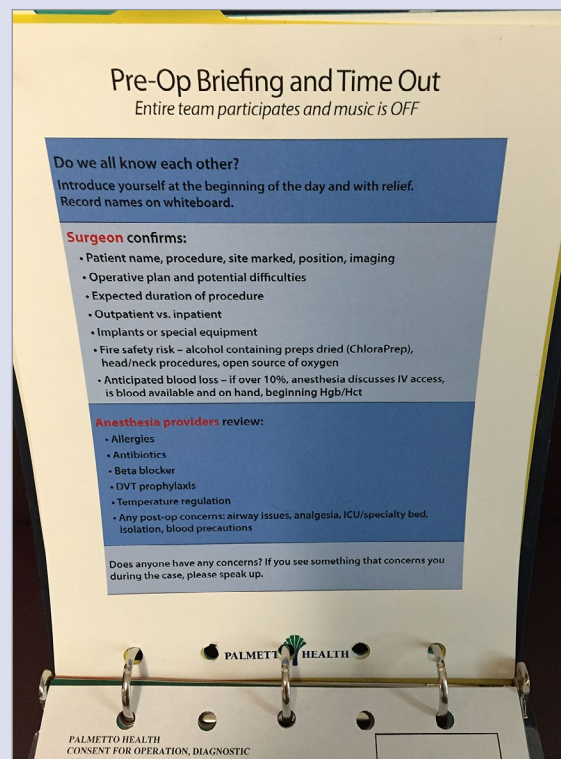 Pre-Op Briefing and Time Out
Entire team participates and music is OFF
Do we all know each other?
Introduce yourself at the beginning of the day and with relief.
Record names on whiteboard.
Surgeon confirms:
• Patient name, procedure, site marked, position, imaging
• Operative plan and potential difficulties
• Expected duration of procedure
• Outpatient vs. inpatient
• Implants or special equipment
• Fire safety risk – alcohol containing preps dried (ChloraPrep),
head/neck procedures, open source of oxygen
• Anticipated blood loss – if over 10%, anesthesia discusses IV access,
is blood available and on hand, beginning Hgb/Hct
Anesthesia providers review:
• Allergies
• Antibiotics
• Beta blocker
• DVT prophylaxis
• Temperature regulation
• Any post-op concerns: airway issues, analgesia, ICU/specialty bed,
isolation, blood precautions
Does anyone have any concerns? If you see something that concerns you
during the case, please speak up.
PALMETTO HEALTH
PALMETTO HEALTH
CONSENT FOR OPERATION, DIAGNOSTIC